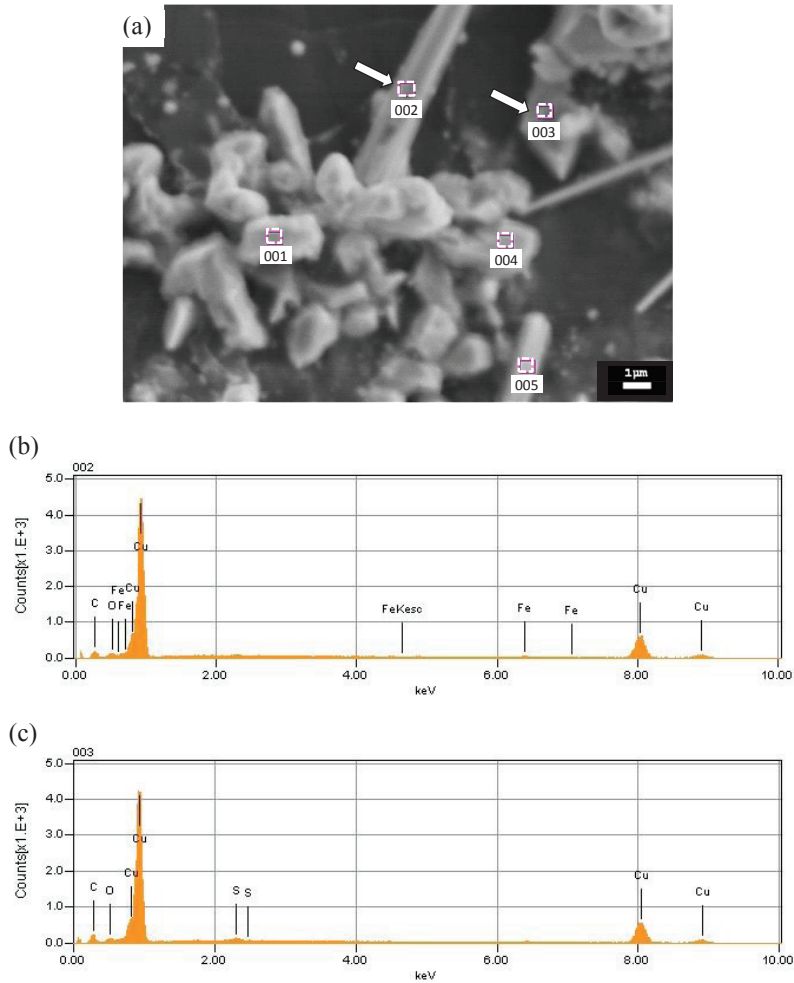 (a)
002
003
001
004
005
1µm
(b)
002
5.0
4.0
3.0
2.0
1.0
0.0
Counts[x1.E+3]
C
O
Fe
Fe
Cu
Cu
FeKesc
Fe
Fe
Cu
Cu
0.00 2.00 4.00 6.00 8.00 10.00
keV
(c)
003
5.0
4.0
3.0
2.0
1.0
0.0
Counts[x1.E+3]
C
O
Cu
Cu
S
S
Cu
Cu
0.00 2.00 4.00 6.00 8.00 10.00
keV